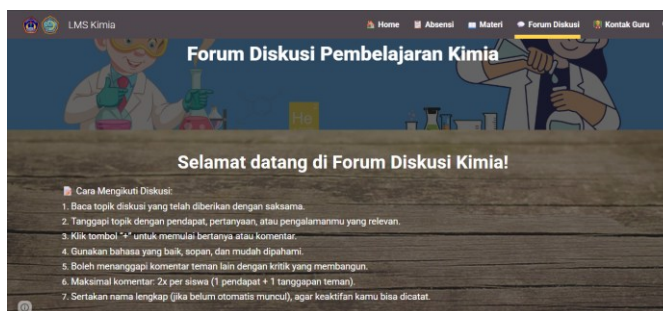 LMS Kimia
Home Absensi Materi Forum Diskusi Kontak Guru
Forum Diskusi Pembelajaran Kimia
He
Selamat datang di Forum Diskusi Kimia!
Cara Mengikuti Diskusi:
1. Baca topik diskusi yang telah diberikan dengan saksama.
2. Tanggapi topik dengan pendapat, pertanyaan, atau pengalamanmu yang relevan.
3. Klik tombol "+" untuk memulai bertanya atau komentar.
4. Gunakan bahasa yang baik, sopan, dan mudah dipahami.
5. Boleh menanggapi komentar teman lain dengan kritik yang membangun.
6. Maksimal komentar: 2x per siswa (1 pendapat + 1 tanggapan teman).
7. Sertakan nama lengkap (jika belum otomatis muncul), agar keaktifan kamu bisa dicatat.